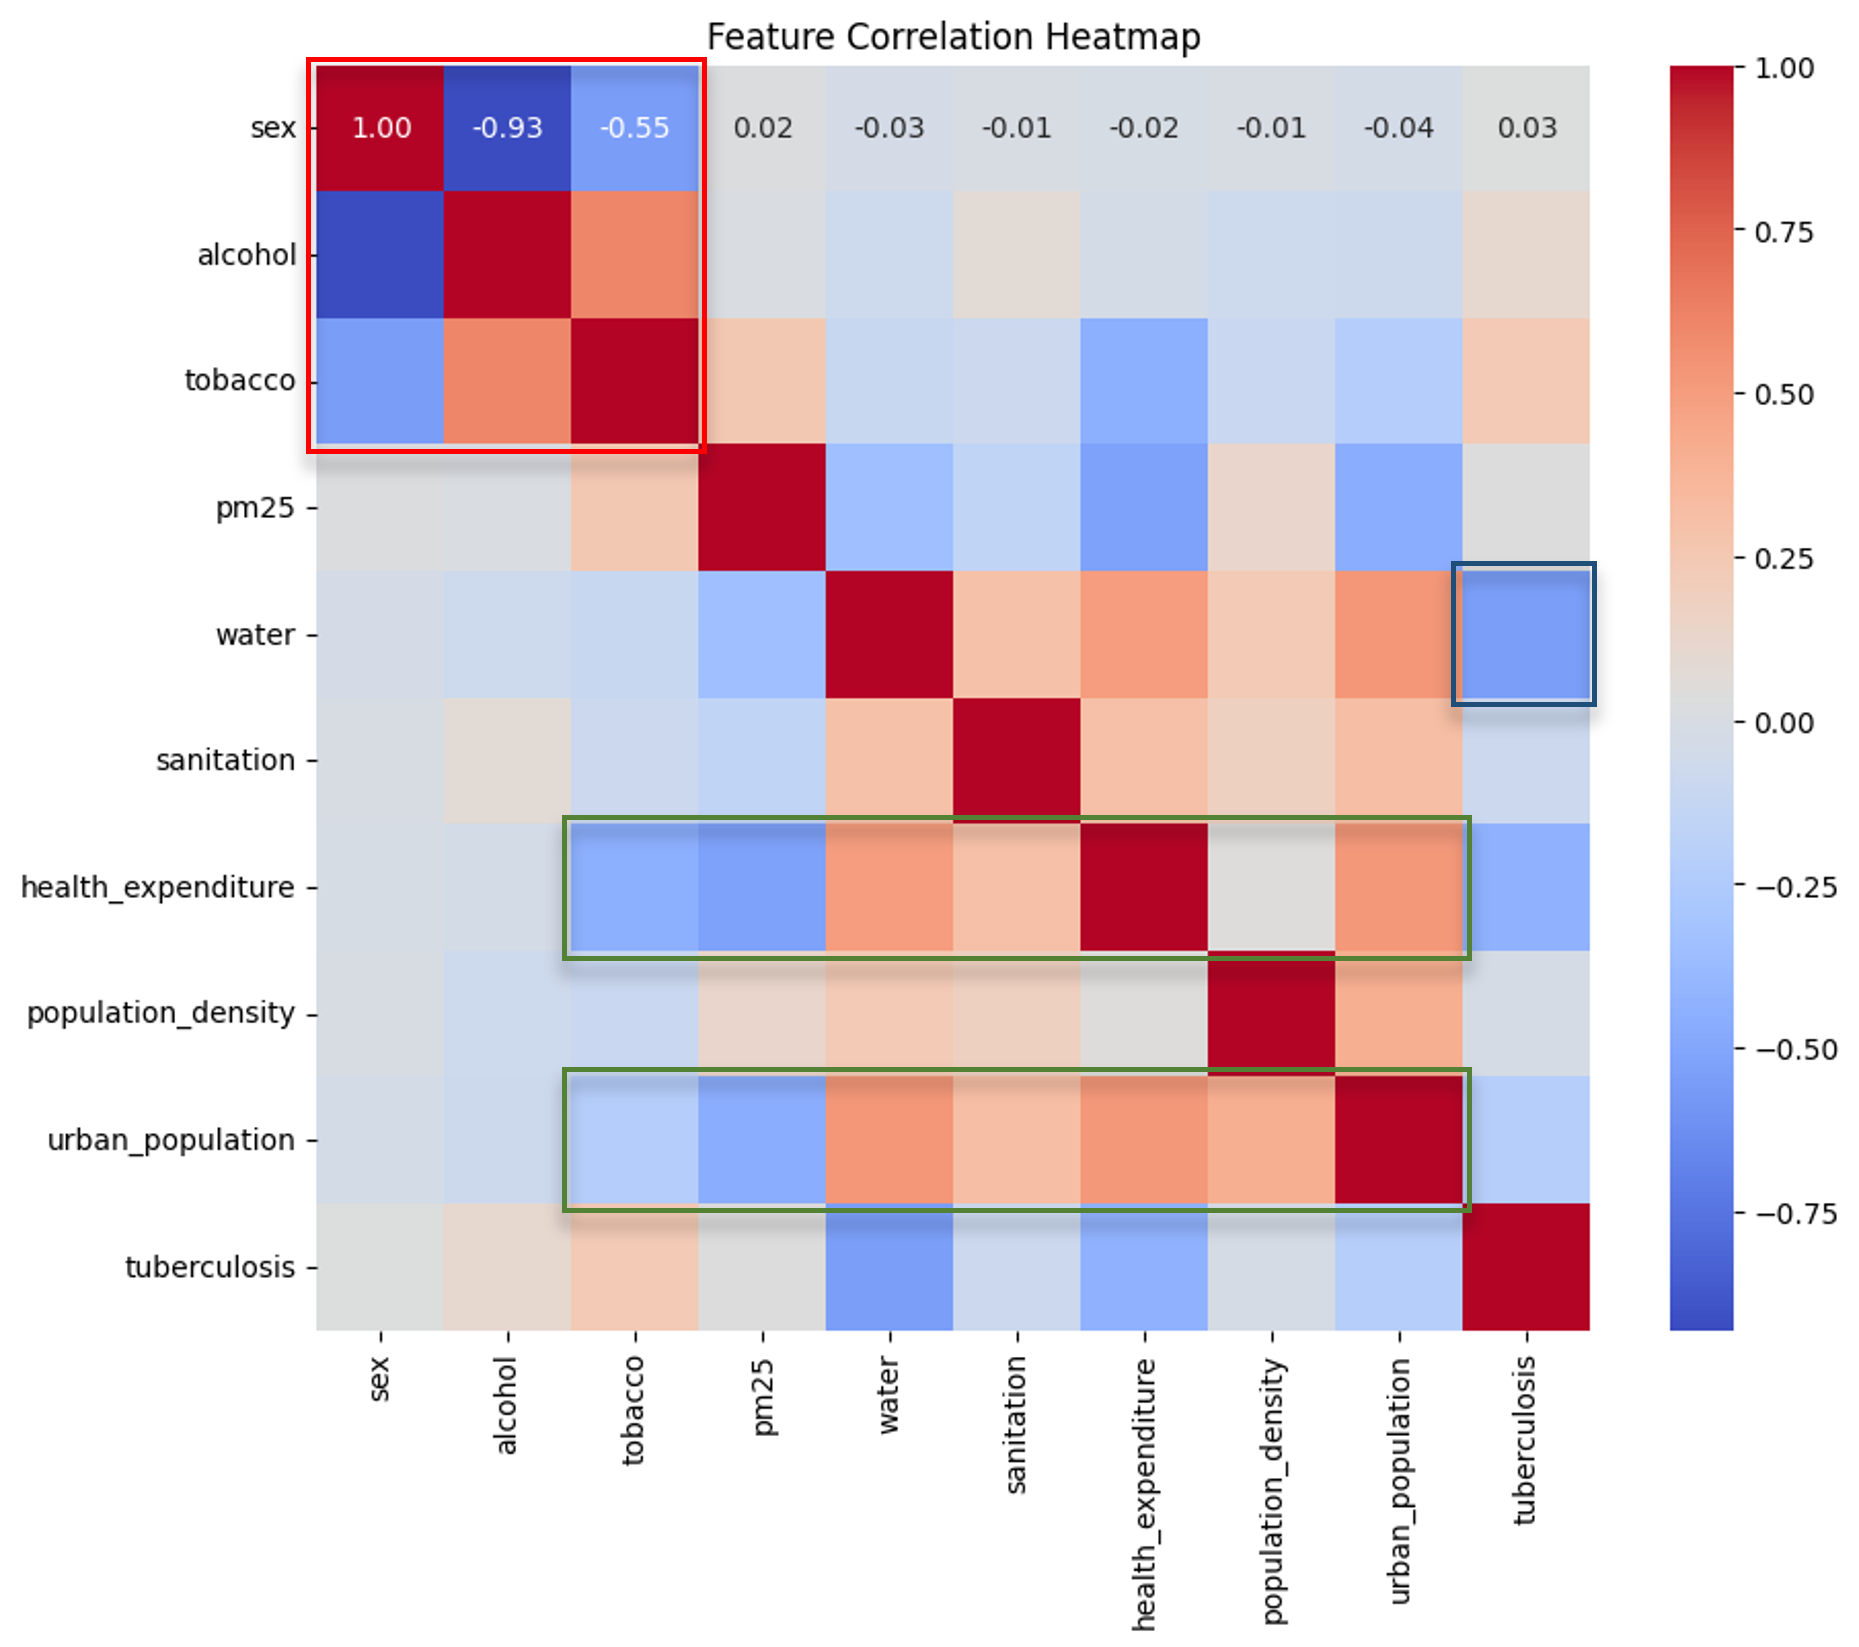 Feature Correlation Heatmap
sex 1.00 -0.93 -0.55 0.02 -0.03 -0.01 -0.02 -0.01 -0.04 0.03
alcohol
tobacco
pm25
water
sanitation
health_expenditure
population_density
urban_population
tuberculosis
sex
alcohol
tobacco
pm25
water
sanitation
health_expenditure
population_density
urban_population
tuberculosis
1.00
0.75
0.50
0.25
0.00
−0.25
−0.50
−0.75